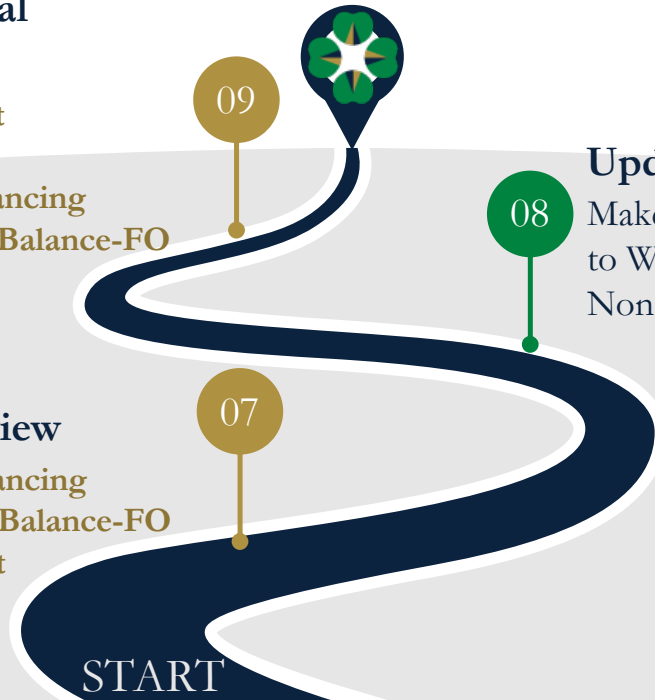 al
09
t
ancing
Balance-FO
08
Upd
Make
to W
Non
07
iew
ancing
Balance-FO
t
START